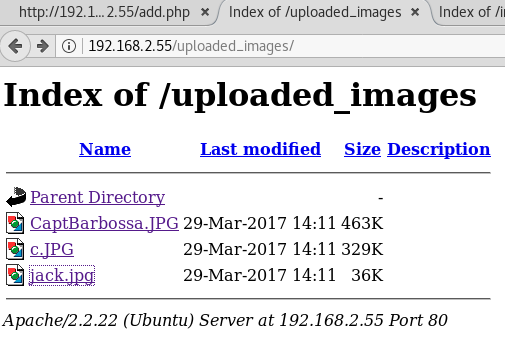 http://192.1...2.55/add.php × Index of /uploaded_images × Index of /i
192.168.2.55/uploaded_images/
Index of /uploaded_images
Name Last modified Size Description
Parent Directory -
CaptBarbossa.JPG 29-Mar-2017 14:11 463K
c.JPG 29-Mar-2017 14:11 329K
jack.jpg 29-Mar-2017 14:11 36K
Apache/2.2.22 (Ubuntu) Server at 192.168.2.55 Port 80